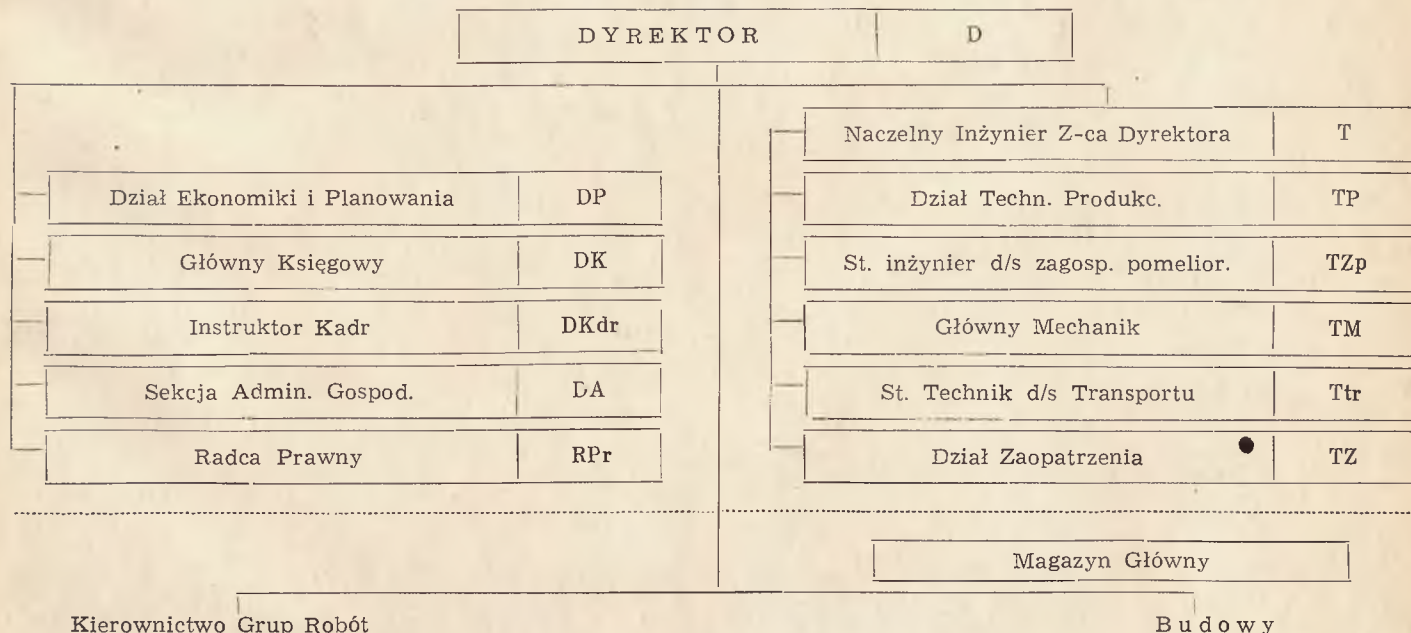 DYREKTOR D
Dział Ekonomiki i Planowania DP
Główny Księgowy DK
Instruktor Kadr DKdr
Sekcja Admin. Gospod. DA
Radca Prawny RPr
Naczelny Inżynier Z-ca Dyrektora T
Dział Techn. Produkc. TP
St. inżynier d/s zagosp. pomelior. TZp
Główny Mechanik TM
St. Technik d/s Transportu Ttr
Dział Zaopatrzenia TZ
Magazyn Główny
Kierownictwo Grup Robót
Budowy